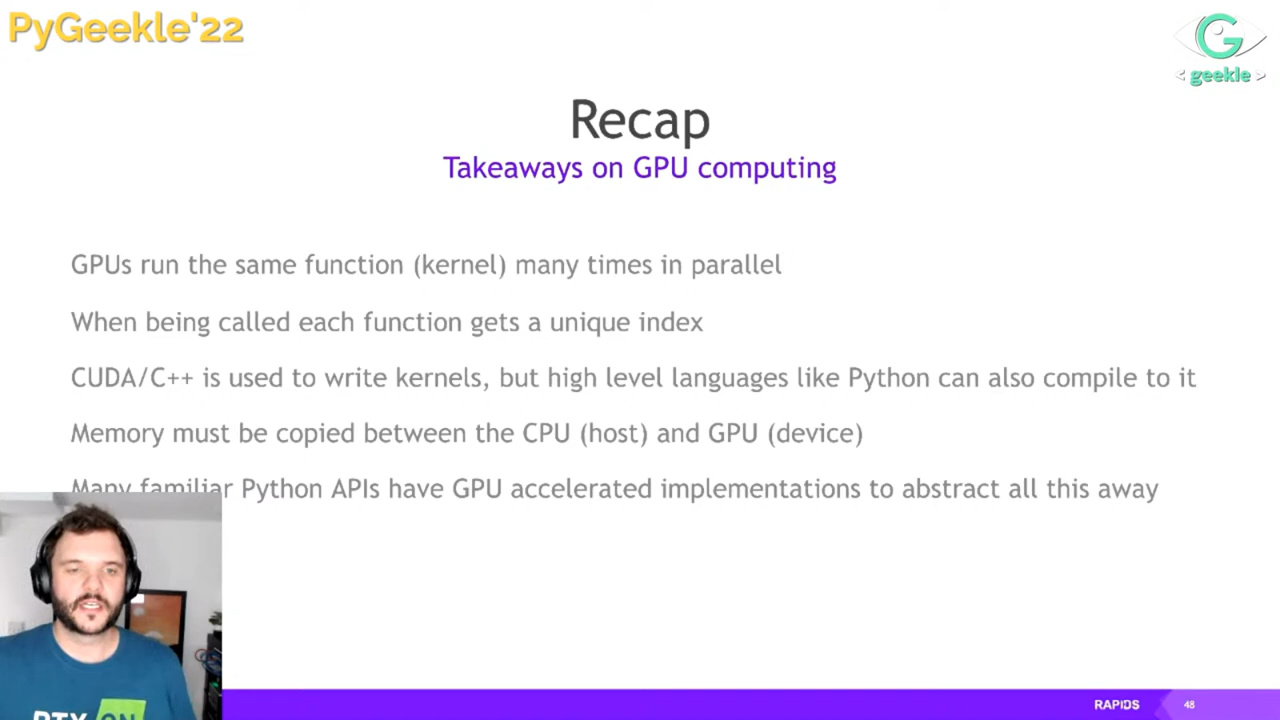 PyGeekle'22
G
< geekle >
Recap
Takeaways on GPU computing
GPUs run the same function (kernel) many times in parallel
When being called each function gets a unique index
CUDA/C++ is used to write kernels, but high level languages like Python can also compile to it
Memory must be copied between the CPU (host) and GPU (device)
Many familiar Python APIs have GPU accelerated implementations to abstract all this away
RTX ON
RAPIDS
48